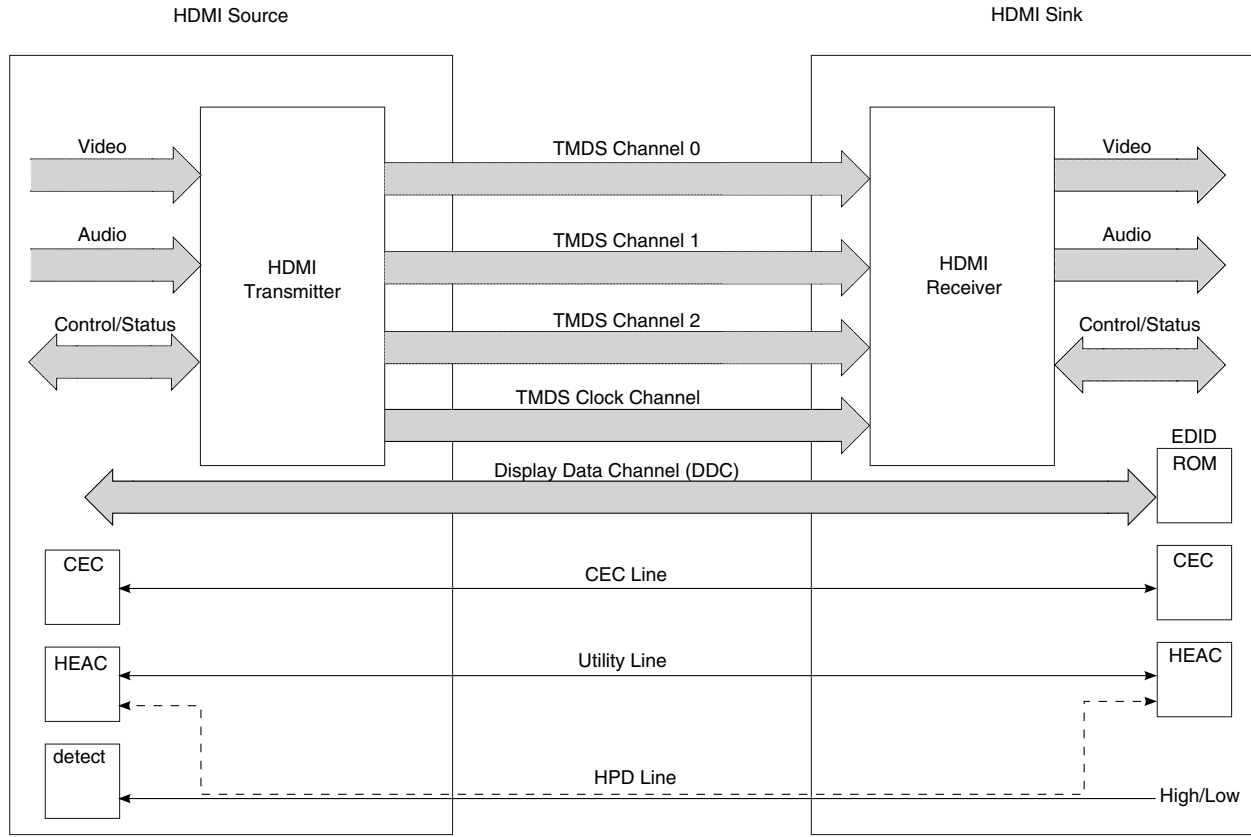 HDMI Source
HDMI Sink
Video
TMDS Channel 0
Video
Audio
TMDS Channel 1
Audio
HDMI
Transmitter
HDMI
Receiver
Control/Status
TMDS Channel 2
Control/Status
TMDS Clock Channel
EDID
Display Data Channel (DDC)
ROM
CEC
CEC Line
CEC
HEAC
Utility Line
HEAC
detect
HPD Line
High/Low